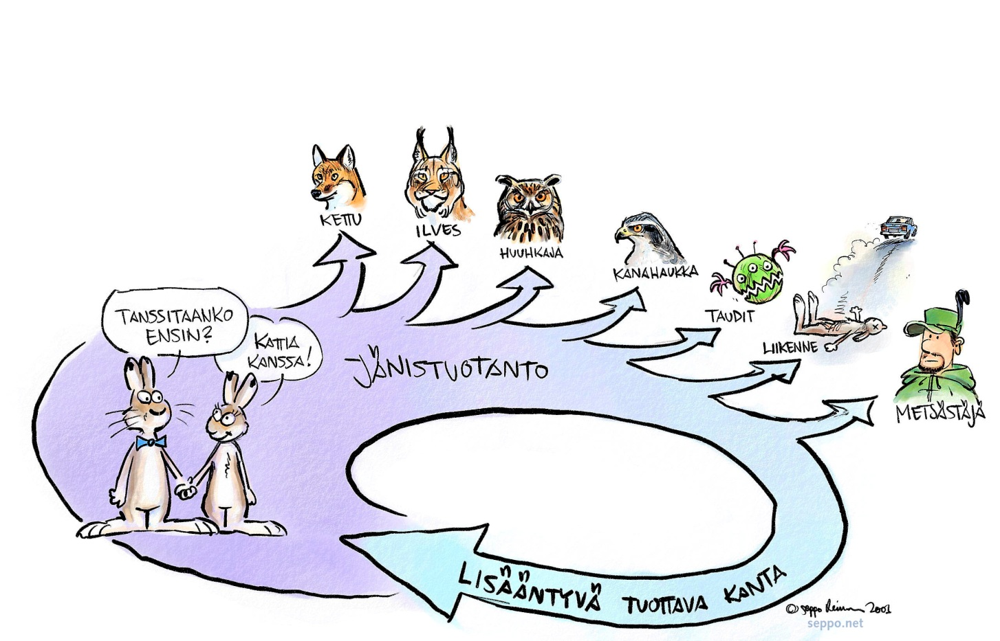 KETTU
ILVES
HUUHKAJA
KANAHAUKKA
TAUDIT
LIIKENNE
METSÄSTÄJÄ
TANSSITAANKO
ENSIN?
KATTIA
KANSSA!
JÄNISTUOTANTO
LISÄÄNTYVÄ TUOTTAVA KANTA
© seppo 2001
seppo.net